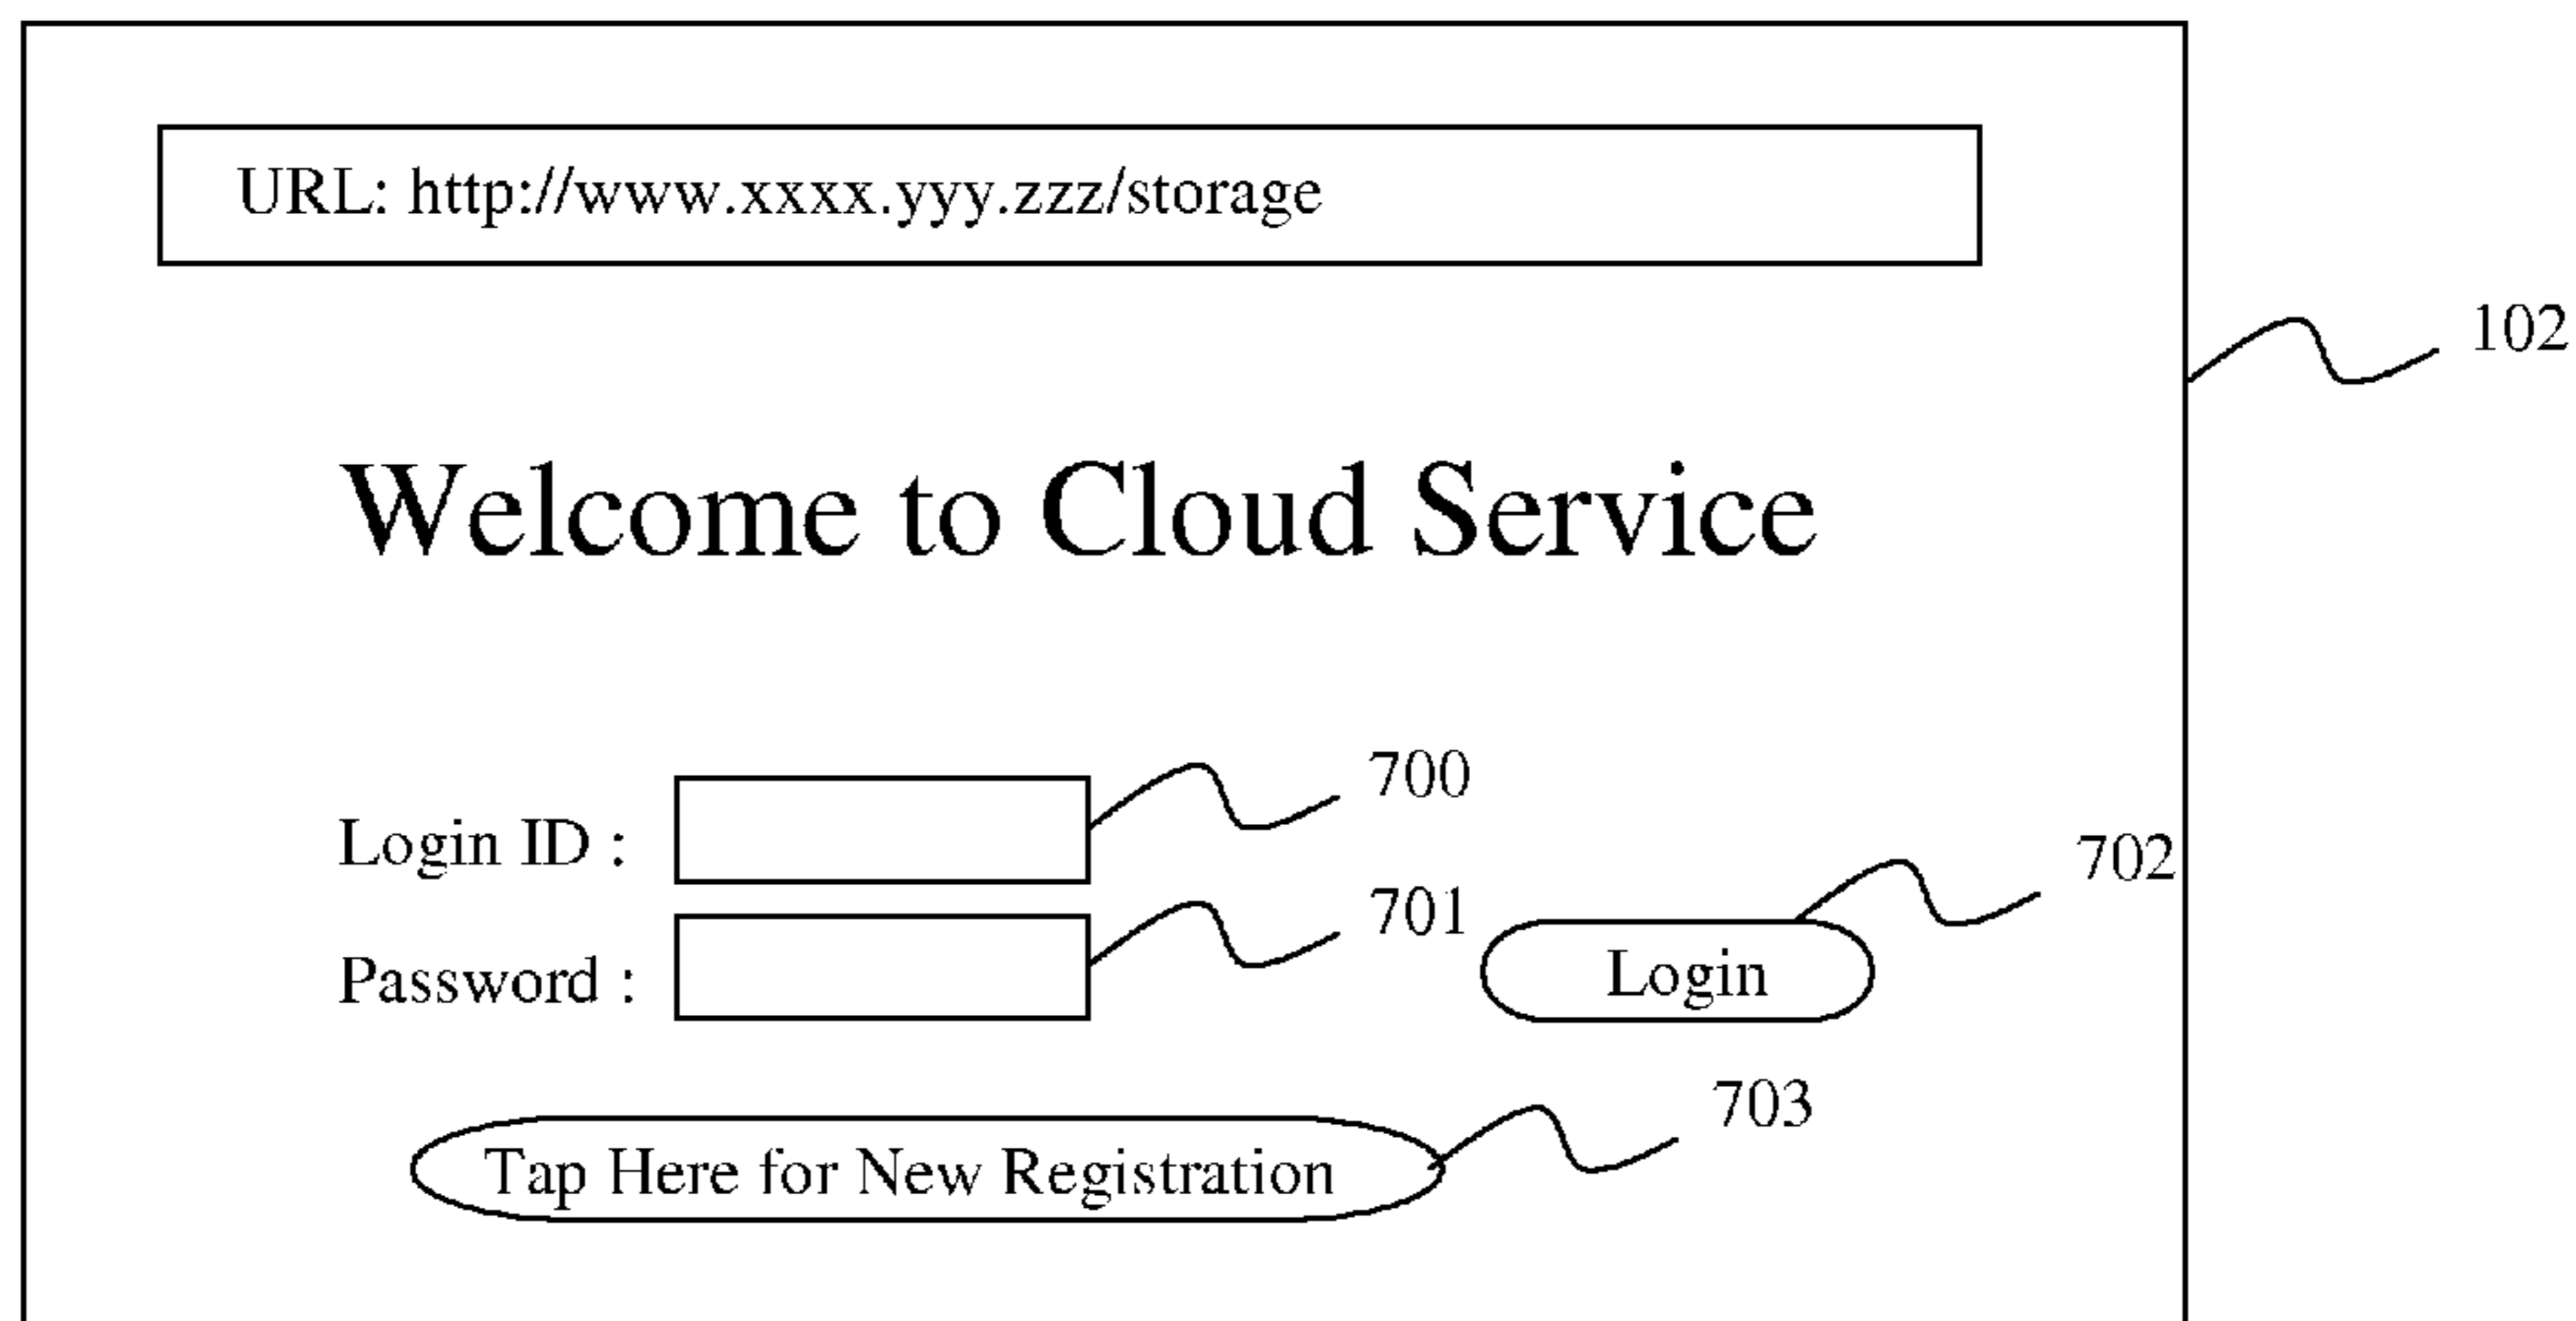 URL: http://www.xxxx.yyy.zzz/storage
102
Welcome to Cloud Service
Login ID : 700
702
Password : 701
Login
703
Tap Here for New Registration